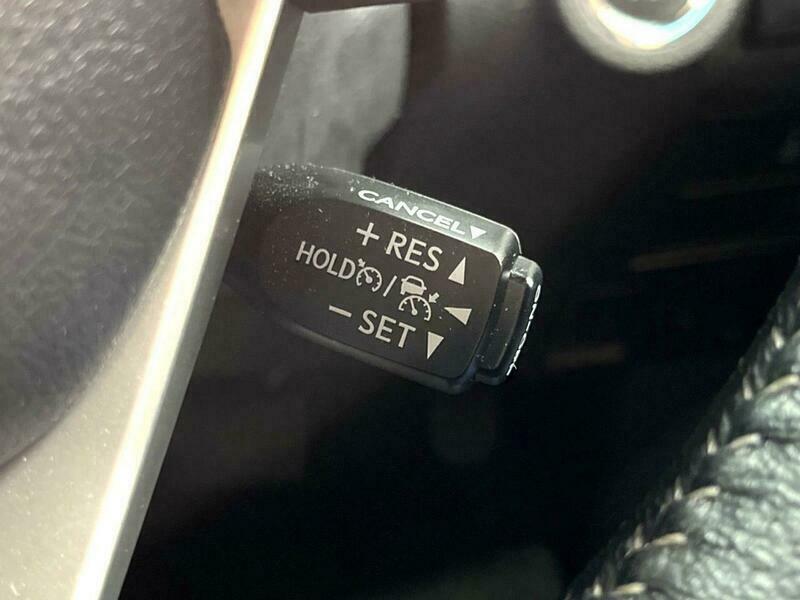 CANCEL▼
+ RES ▲
HOLD /
− SET ▼